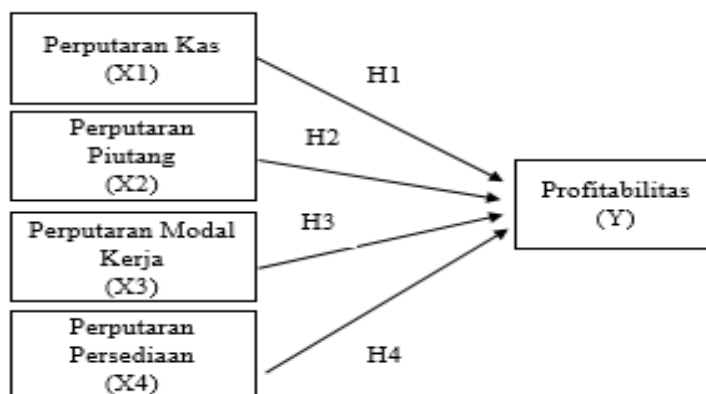 Perputaran Kas
(X1)
H1
Perputaran
Piutang
(X2)
H2
Perputaran Modal
Kerja
(X3)
H3
Perputaran
Persediaan
(X4)
H4
Profitabilitas
(Y)